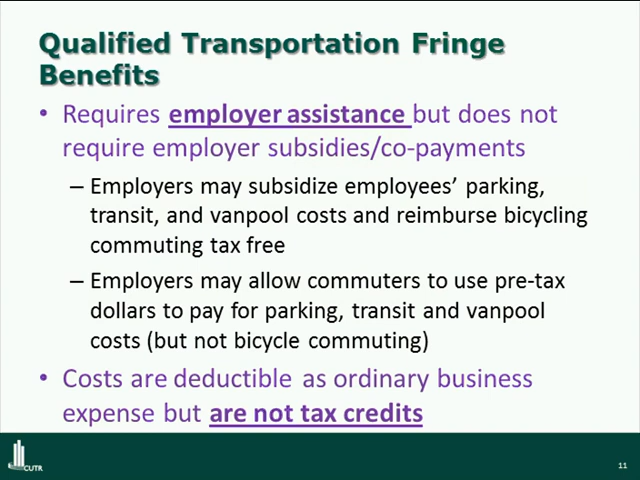 Qualified Transportation Fringe
Benefits
• Requires employer assistance but does not
require employer subsidies/co-payments
– Employers may subsidize employees’ parking,
transit, and vanpool costs and reimburse bicycling
commuting tax free
– Employers may allow commuters to use pre-tax
dollars to pay for parking, transit and vanpool
costs (but not bicycle commuting)
• Costs are deductible as ordinary business
expense but are not tax credits
CUTR
11